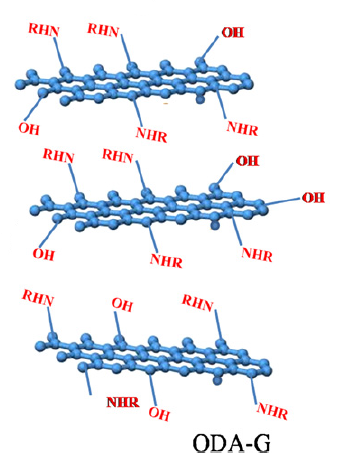 RHN RHN OH
OH NHR NHR
RHN RHN OH
OH
OH NHR NHR
RHN OH RHN
NHR OH NHR
ODA-G